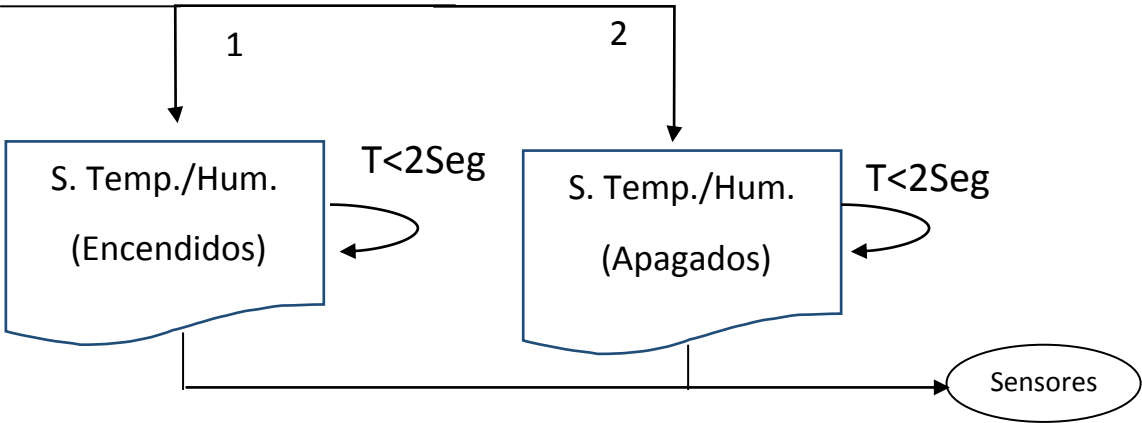 1
2
S. Temp./Hum.
(Encendidos)
T<2Seg
S. Temp./Hum.
(Apagados)
T<2Seg
Sensores